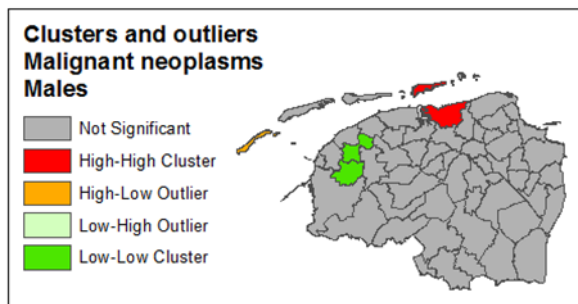 Clusters and outliers
Malignant neoplasms
Males
Not Significant
High-High Cluster
High-Low Outlier
Low-High Outlier
Low-Low Cluster